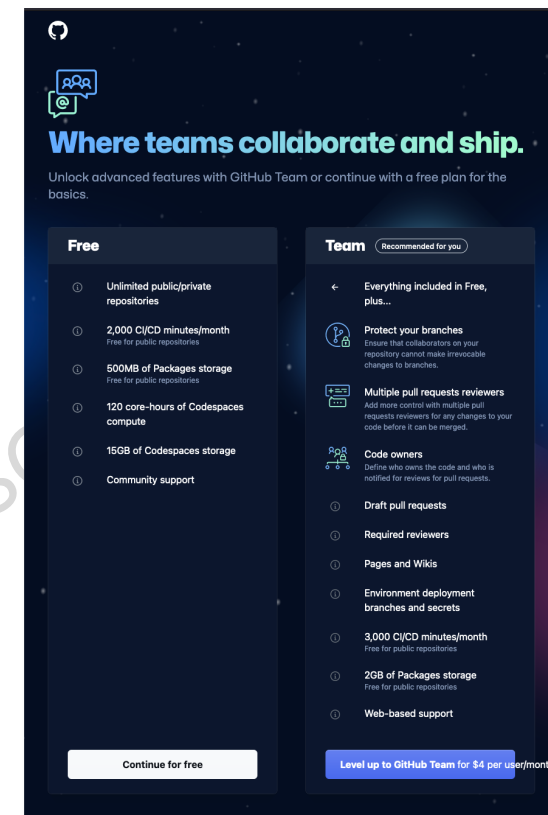 Where teams collaborate and ship.
Unlock advanced features with GitHub Team or continue with a free plan for the
basics.
Free
Unlimited public/private
repositories
2,000 CI/CD minutes/month
Free for public repositories
500MB of Packages storage
Free for public repositories
120 core-hours of Codespaces
compute
15GB of Codespaces storage
Community support
Continue for free
Team
Recommended for you
Everything included in Free,
plus...
Protect your branches
Ensure that collaborators on your
repository cannot make irrevocable
changes to branches.
Multiple pull requests reviewers
Add more control with multiple pull
requests reviewers for any changes to your
code before it can be merged.
Code owners
Define who owns the code and who is
notified for reviews for pull requests.
Draft pull requests
Required reviewers
Pages and Wikis
Environment deployment
branches and secrets
3,000 CI/CD minutes/month
Free for public repositories
2GB of Packages storage
Free for public repositories
Web-based support
Level up to GitHub Team for $4 per user/mont